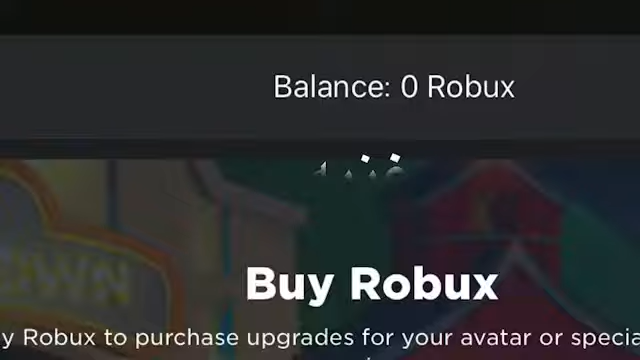 Balance: 0 Robux
Buy Robux
y Robux to purchase upgrades for your avatar or specia